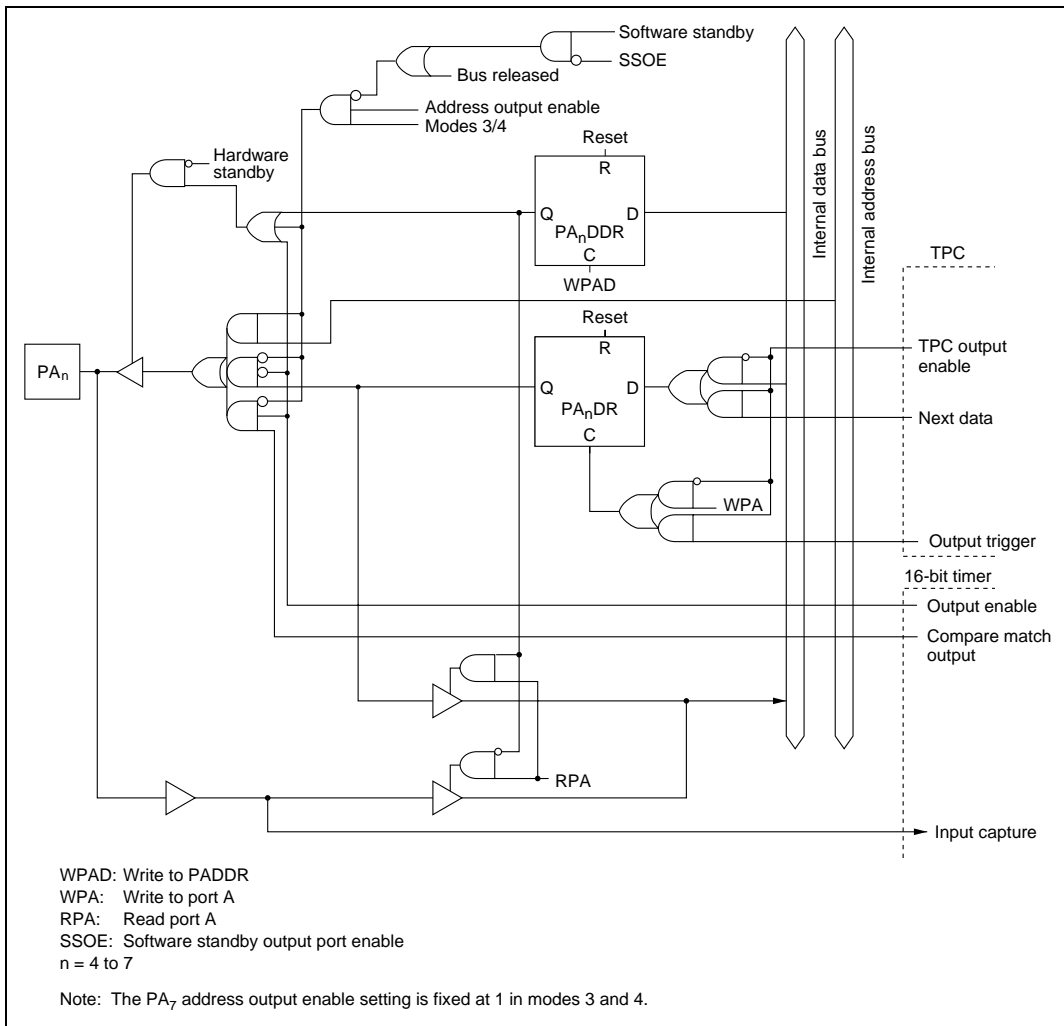 Software standby
SSOE
Bus released
Address output enable
Modes 3/4
Hardware
standby
Reset
R
Q
D
PAnDDR
C
WPAD
Internal data bus
Internal address bus
TPC
Reset
R
TPC output
enable
PAn
Q
D
PAnDR
C
Next data
WPA
Output trigger
16-bit timer
Output enable
Compare match
output
RPA
Input capture
WPAD: Write to PADDR
WPA: Write to port A
RPA: Read port A
SSOE: Software standby output port enable
n = 4 to 7
Note: The PA7 address output enable setting is fixed at 1 in modes 3 and 4.